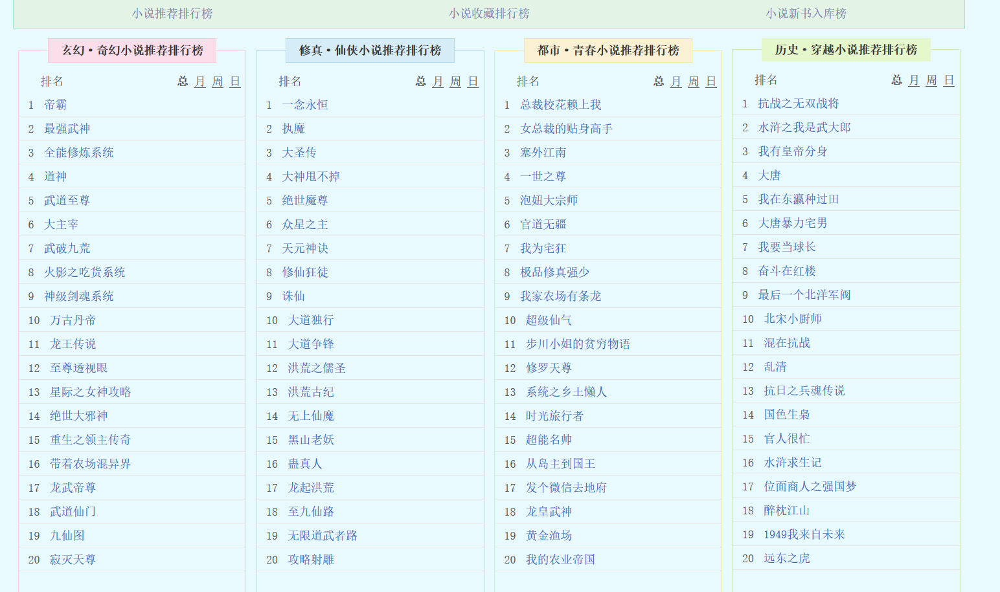 小说推荐排行榜 小说收藏排行榜 小说新书入库榜
玄幻·奇幻小说推荐排行榜
排名 总 月 周 日
1 帝霸
2 最强武神
3 全能修炼系统
4 道神
5 武道至尊
6 大主宰
7 武破九荒
8 火影之吃货系统
9 神级剑魂系统
10 万古丹帝
11 龙王传说
12 至尊透视眼
13 星际之女神攻略
14 绝世大邪神
15 重生之领主传奇
16 带着农场混异界
17 龙武帝尊
18 武道仙门
19 九仙图
20 寂灭天尊
修真·仙侠小说推荐排行榜
排名 总 月 周 日
1 一念永恒
2 执魔
3 大圣传
4 大神甩不掉
5 绝世魔尊
6 众星之主
7 天元神诀
8 修仙狂徒
9 诛仙
10 大道独行
11 大道争锋
12 洪荒之儒圣
13 洪荒古纪
14 无上仙魔
15 黑山老妖
16 蛊真人
17 龙起洪荒
18 至九仙路
19 无限道武者路
20 攻略射雕
都市·青春小说推荐排行榜
排名 总 月 周 日
1 总裁校花赖上我
2 女总裁的贴身高手
3 塞外江南
4 一世之尊
5 泡妞大宗师
6 官道无疆
7 我为宅狂
8 极品修真强少
9 我家农场有条龙
10 超级仙气
11 步川小姐的贫穷物语
12 修罗天尊
13 系统之乡土懒人
14 时光旅行者
15 超能名帅
16 从岛主到国王
17 发个微信去地府
18 龙皇武神
19 黄金渔场
20 我的农业帝国
历史·穿越小说推荐排行榜
排名 总 月 周 日
1 抗战之无双战将
2 水浒之我是武大郎
3 我有皇帝分身
4 大唐
5 我在东瀛种过田
6 大唐暴力宅男
7 我要当球长
8 奋斗在红楼
9 最后一个北洋军阀
10 北宋小厨师
11 混在抗战
12 乱清
13 抗日之兵魂传说
14 国色生枭
15 官人很忙
16 水浒求生记
17 位面商人之强国梦
18 醉枕江山
19 1949我来自未来
20 远东之虎